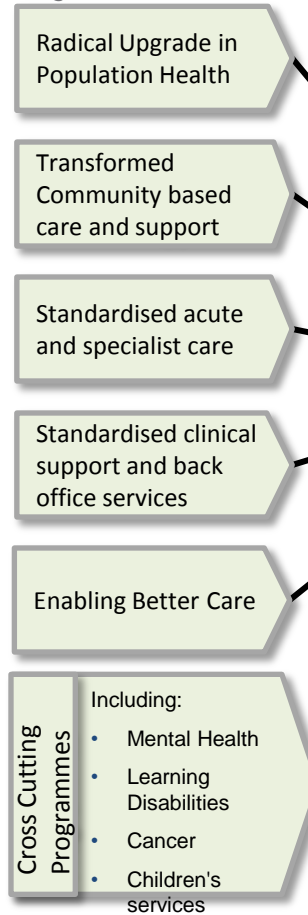 Radical Upgrade in
Population Health
Transformed
Community based
care and support
Standardised acute
and specialist care
Standardised clinical
support and back
office services
Enabling Better Care
Cross Cutting
Programmes
Including:
• Mental Health
• Learning
Disabilities
• Cancer
• Children's
services